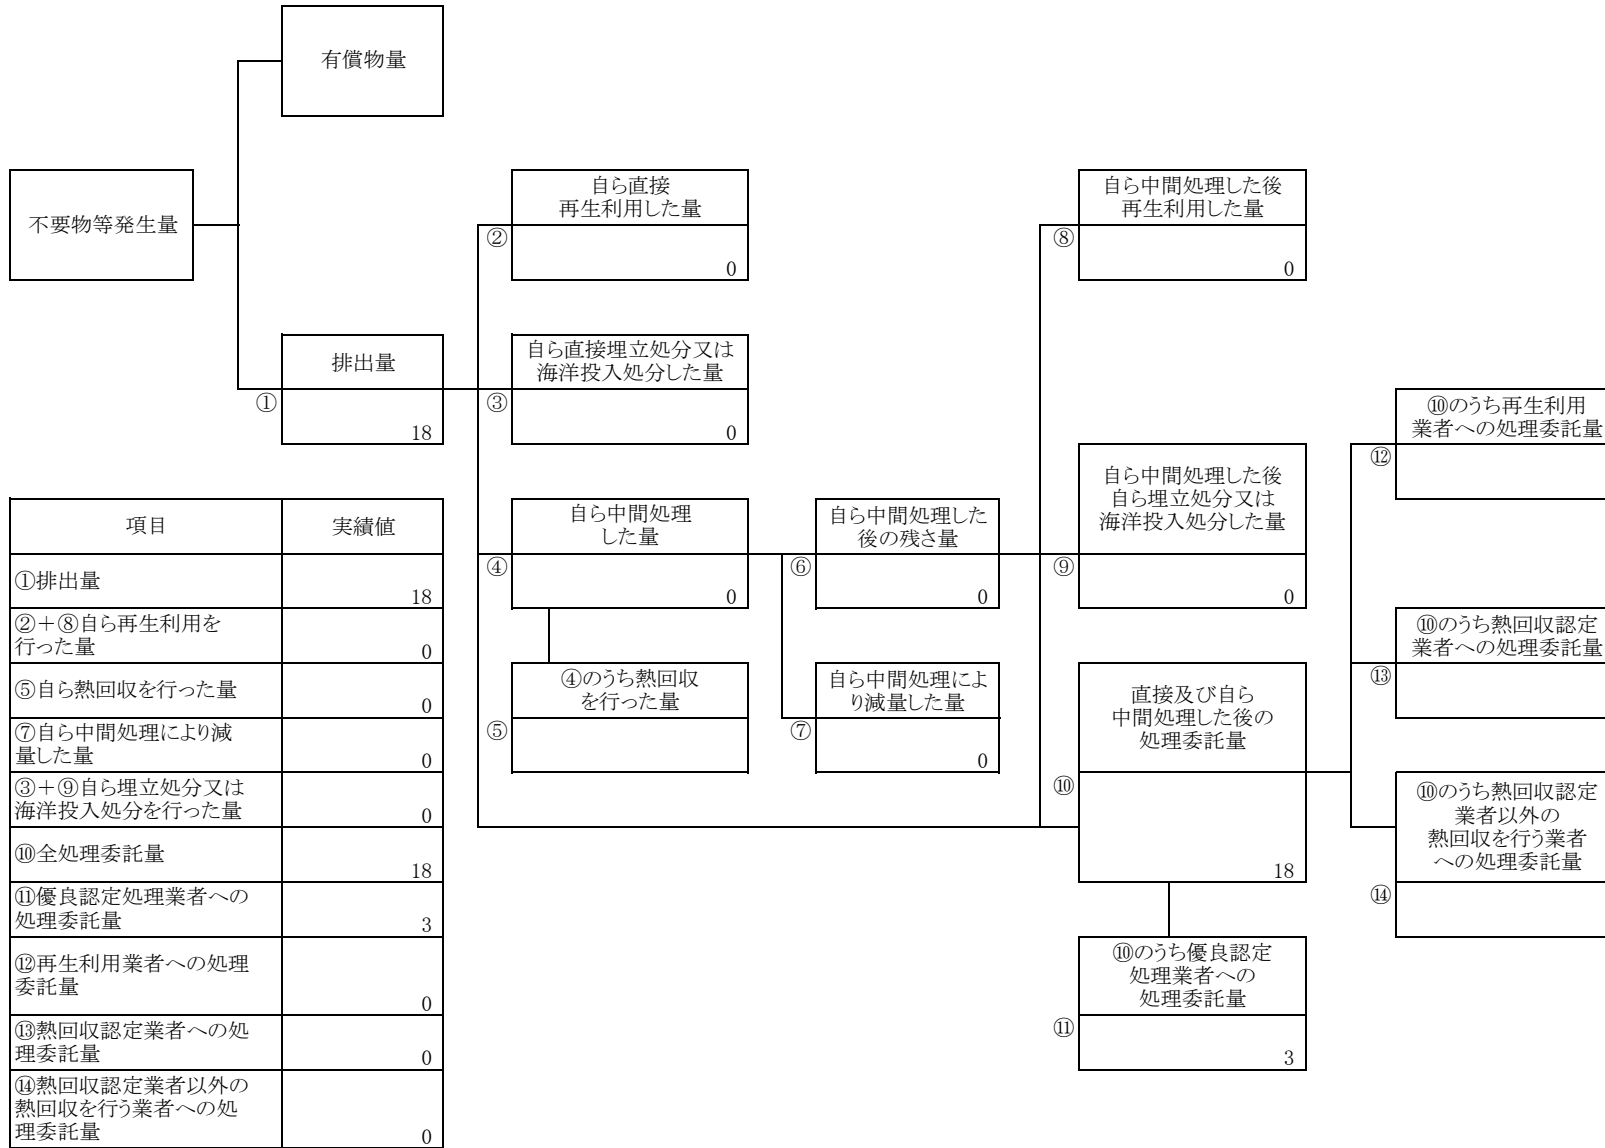 有償物量
不要物等発生量
自ら直接
再生利用した量
②
0
自ら中間処理した後
再生利用した量
⑧
0
排出量
①
18
自ら直接埋立処分又は
海洋投入処分した量
③
0
⑩のうち再生利用
業者への処理委託量
⑫
自ら中間処理
した量
④
0
自ら中間処理した
後の残さ量
⑥
0
自ら中間処理した後
自ら埋立処分又は
海洋投入処分した量
⑨
0
⑩のうち熱回収認定
業者への処理委託量
⑬
④のうち熱回収
を行った量
⑤
自ら中間処理によ
り減量した量
⑦
0
直接及び自ら
中間処理した後の
処理委託量
⑩
18
⑩のうち熱回収認定
業者以外の
熱回収を行う業者
への処理委託量
⑭
⑩のうち優良認定
処理業者への
処理委託量
⑪
3
項目 実績値
①排出量
18
②+⑧自ら再生利用を
行った量 0
⑤自ら熱回収を行った量
0
⑦自ら中間処理により減
量した量 0
③+⑨自ら埋立処分又は
海洋投入処分を行った量 0
⑩全処理委託量
18
⑪優良認定処理業者への
処理委託量 3
⑫再生利用業者への処理
委託量
0
⑬熱回収認定業者への処
理委託量 0
⑭熱回収認定業者以外の
熱回収を行う業者への処
理委託量 0